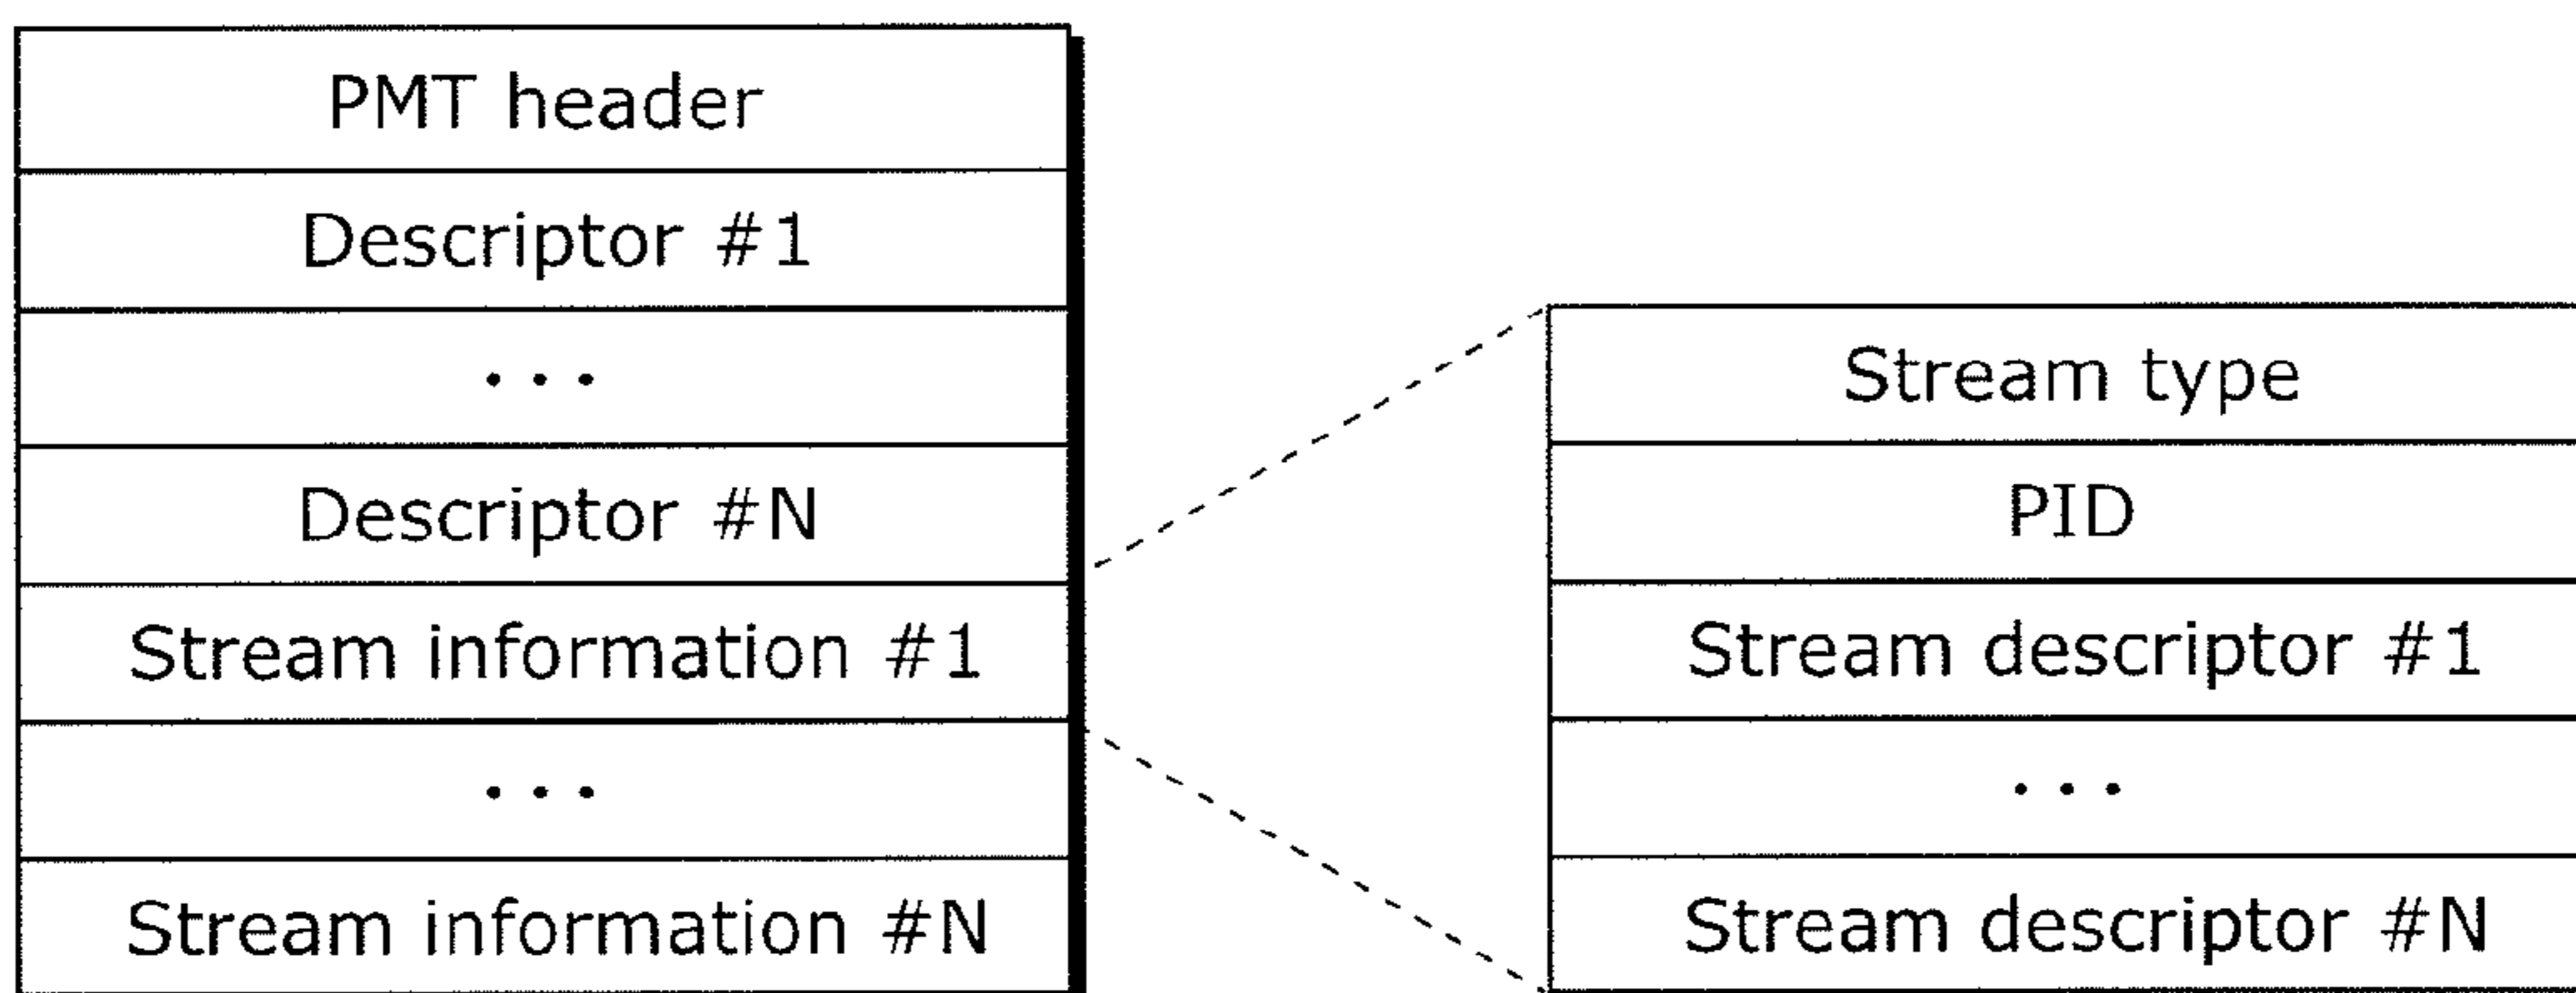 PMT header
Descriptor #1
...
Descriptor #N
Stream information #1
...
Stream information #N
Stream type
PID
Stream descriptor #1
...
Stream descriptor #N